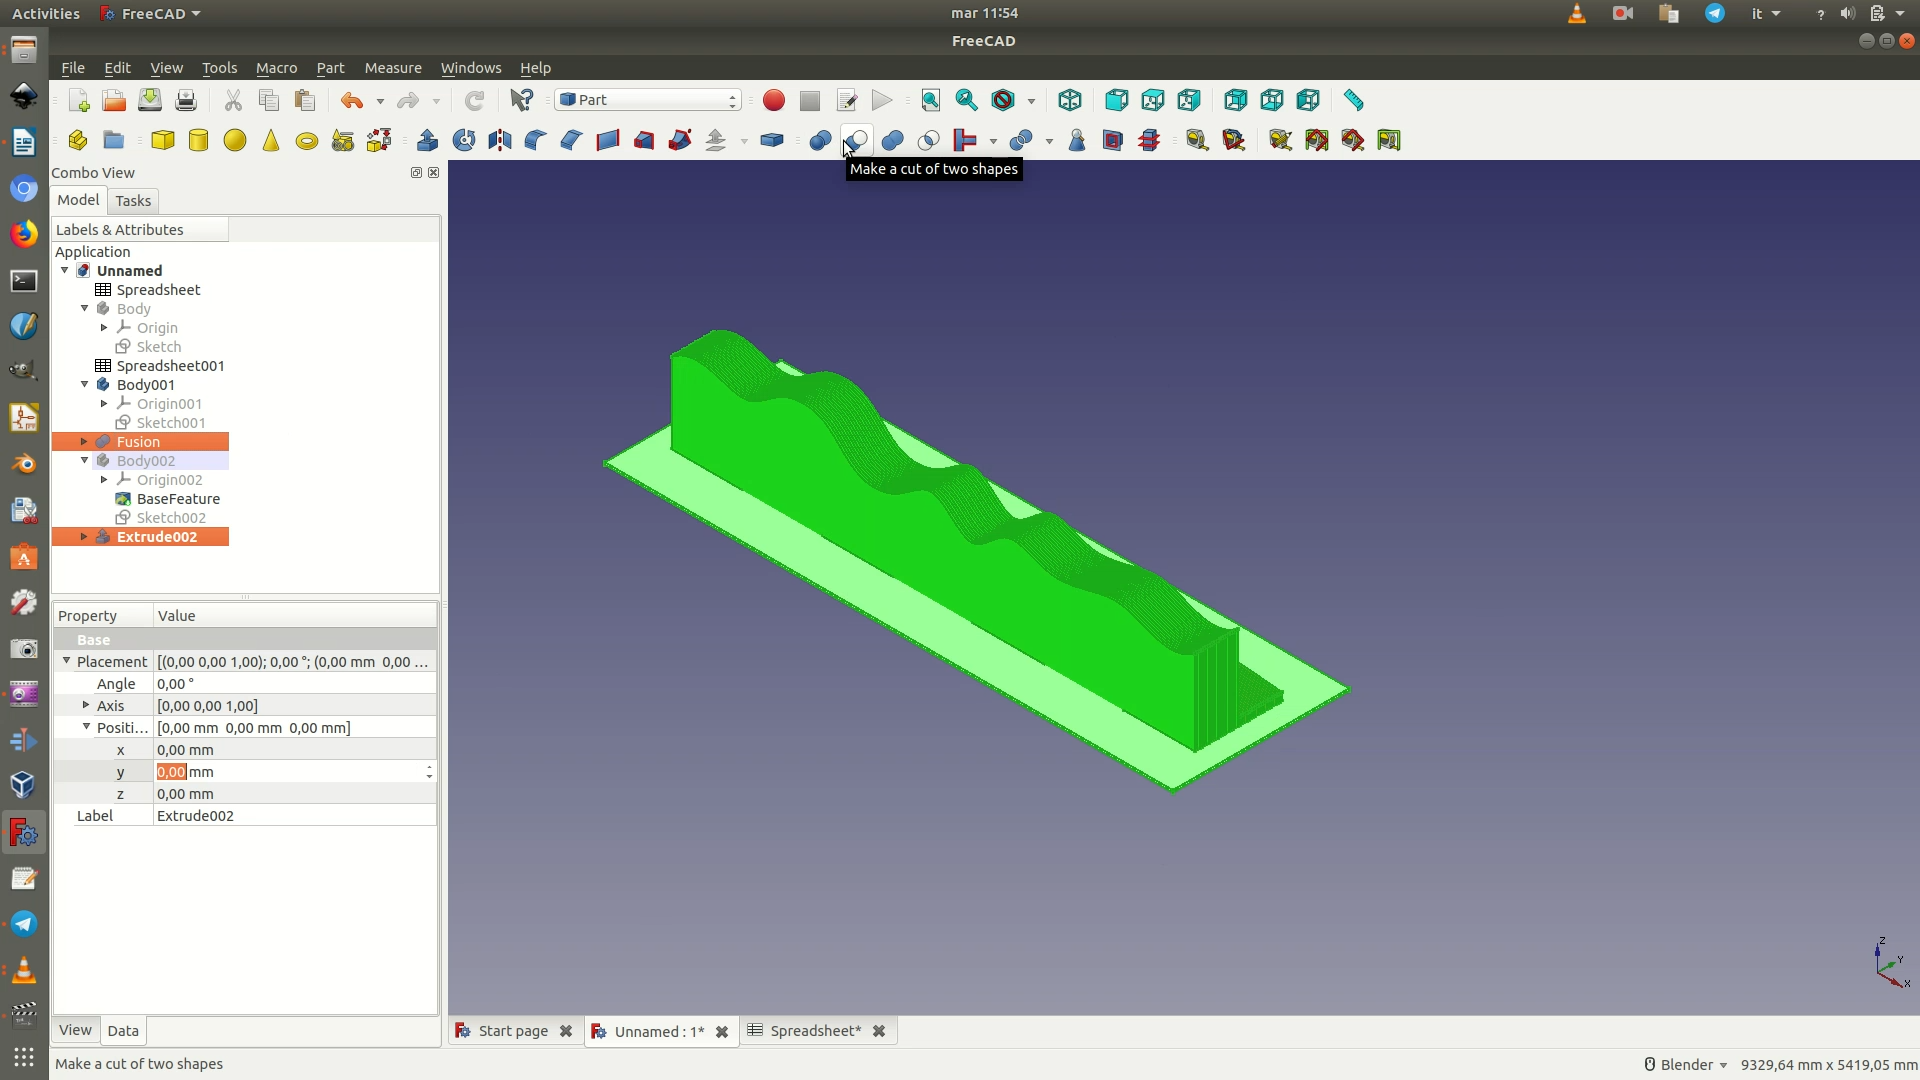 Activities FreeCAD mar 11:54 it ?
FreeCAD
File Edit View Tools Macro Part Measure Windows Help
Part
Make a cut of two shapes
Combo View
Model Tasks
Labels & Attributes
Application
Unnamed
Spreadsheet
Body
Origin
Sketch
Spreadsheet001
Body001
Origin001
Sketch001
Fusion
Body002
Origin002
BaseFeature
Sketch002
Extrude002
Property Value
Base
Placement [(0,00 0,00 1,00); 0,00 °; (0,00 mm 0,00 ...
Angle 0,00 °
Axis [0,00 0,00 1,00]
Positi... [0,00 mm 0,00 mm 0,00 mm]
x 0,00 mm
y 0,00 mm
z 0,00 mm
Label Extrude002
Z
Y
X
View Data
Start page Unnamed : 1* Spreadsheet*
Make a cut of two shapes Blender 9329,64 mm x 5419,05 mm